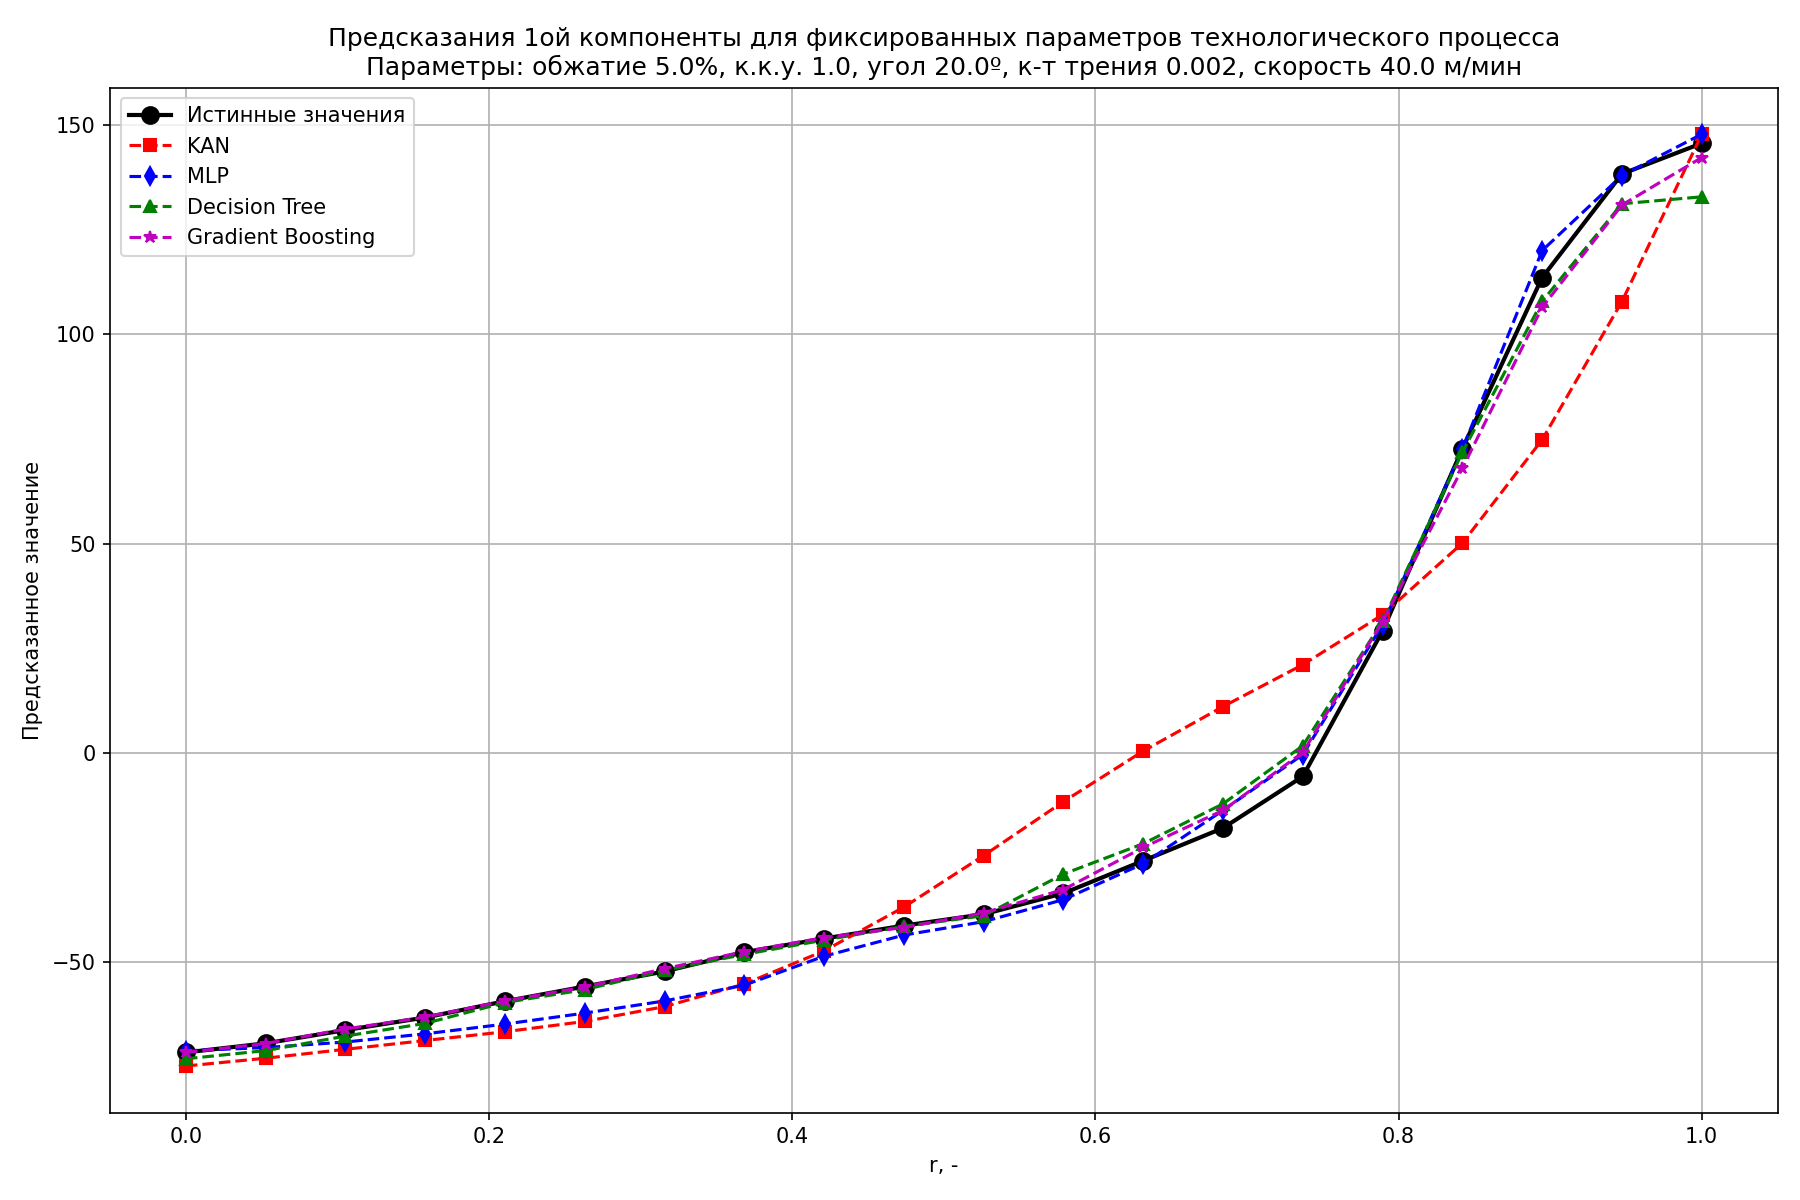 Предсказания 1ой компоненты для фиксированных параметров технологического процесса
Параметры: обжатие 5.0%, к.к.у. 1.0, угол 20.0º, к-т трения 0.002, скорость 40.0 м/мин
Истинные значения
KAN
MLP
Decision Tree
Gradient Boosting
150
100
50
0
−50
Предсказанное значение
0.0
0.2
0.4
0.6
0.8
1.0
r, -